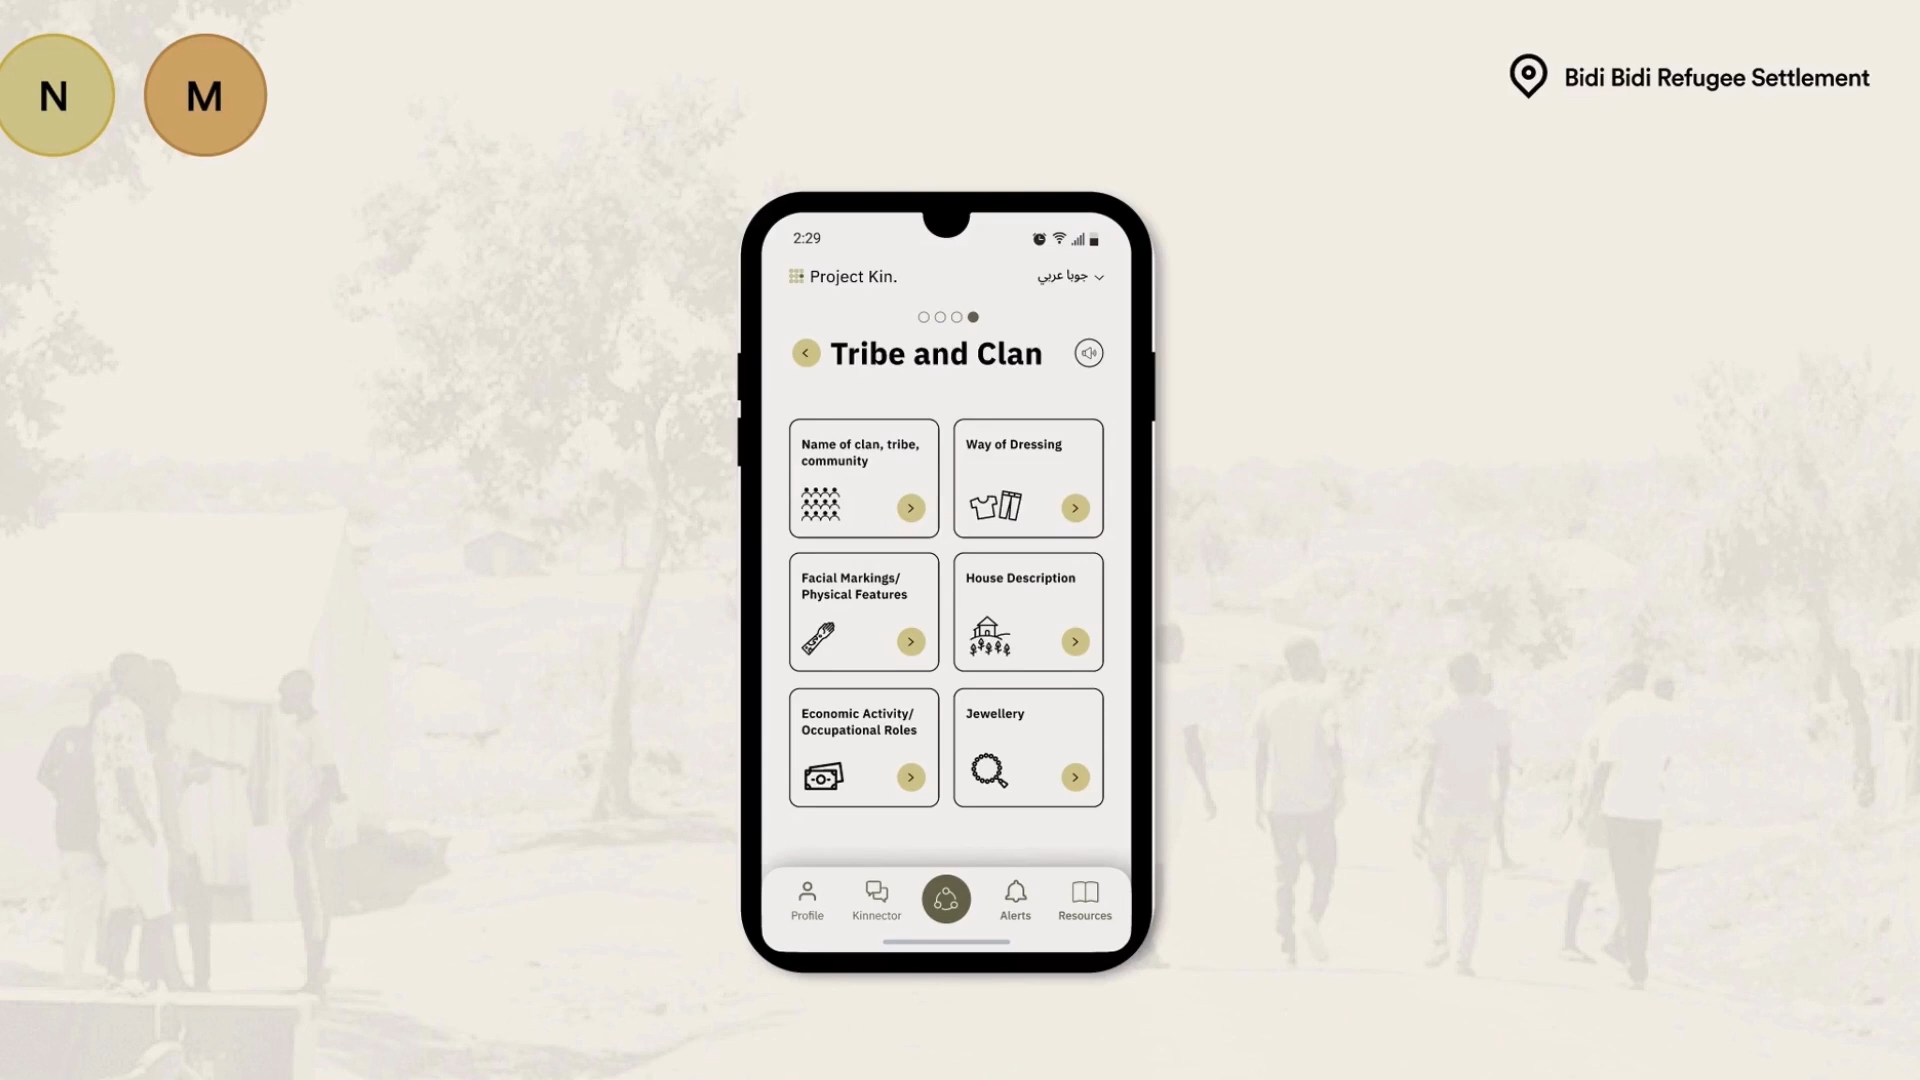 N
M
Bidi Bidi Refugee Settlement
2:29
Project Kin.
جوبا عربي
Tribe and Clan
Name of clan, tribe,
community
Way of Dressing
Facial Markings/
Physical Features
House Description
Economic Activity/
Occupational Roles
Jewellery
Profile
Kinnector
Alerts
Resources